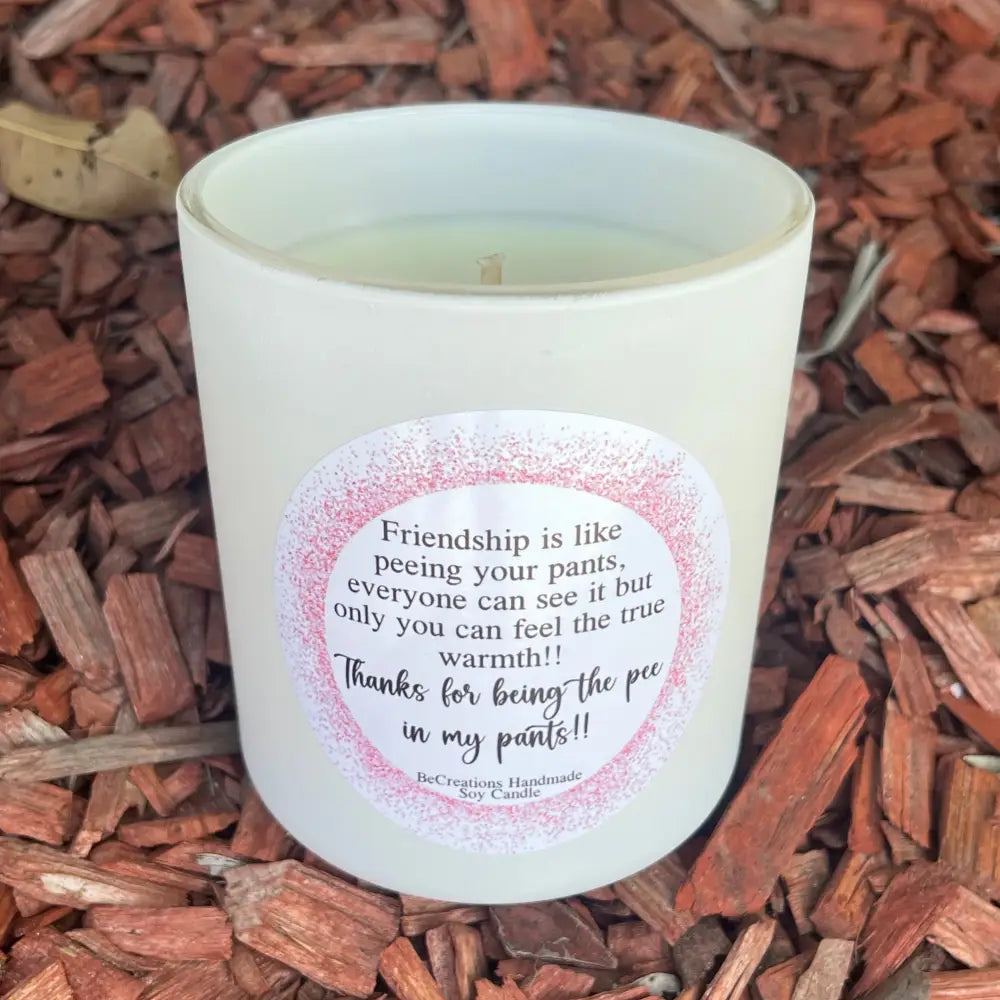 Friendship is like
peeing your pants,
everyone can see it but
only you can feel the true
warmth!!
Thanks for being the pee
in my pants!!
BeCreations Handmade
Soy Candle